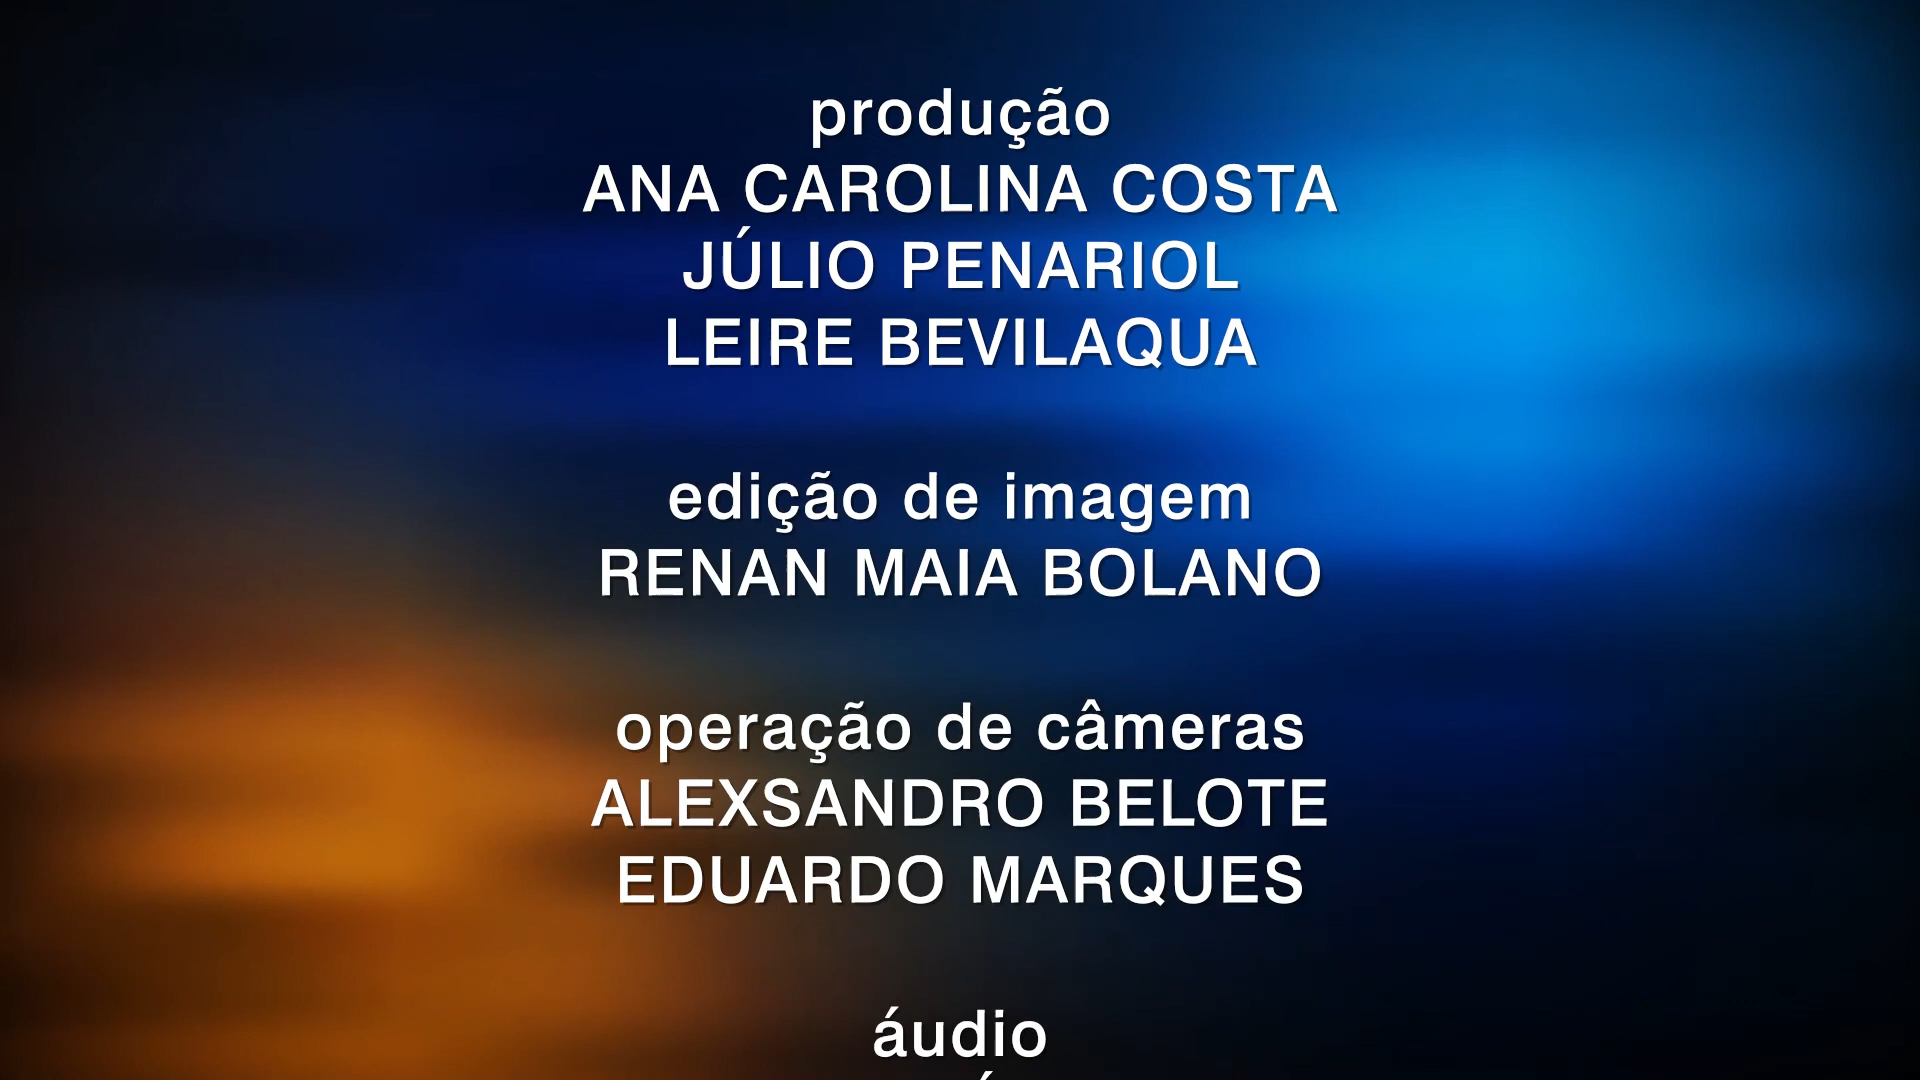 produção
ANA CAROLINA COSTA
JÚLIO PENARIOL
LEIRE BEVILAQUA
edição de imagem
RENAN MAIA BOLANO
operação de câmeras
ALEXSANDRO BELOTE
EDUARDO MARQUES
áudio